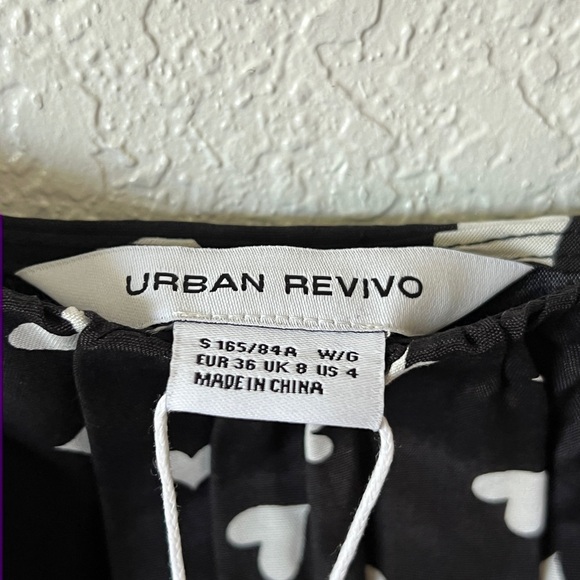 URBAN REVIVO
S 165/84A W/G
EUR 36 UK 8 US 4
MADE IN CHINA